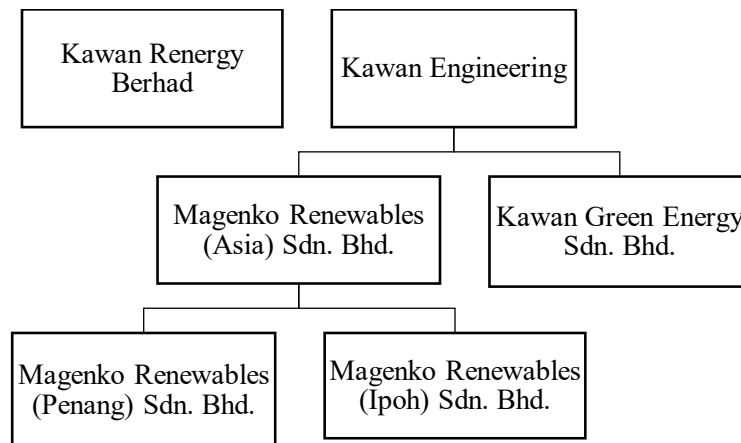 Kawan Renergy
Berhad
Kawan Engineering
Magenko Renewables
(Asia) Sdn. Bhd.
Kawan Green Energy
Sdn. Bhd.
Magenko Renewables
(Penang) Sdn. Bhd.
Magenko Renewables
(Ipoh) Sdn. Bhd.